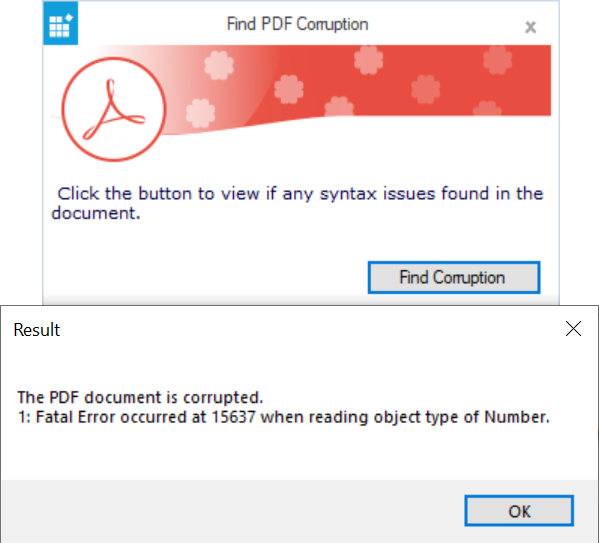 Find PDF Corruption
Click the button to view if any syntax issues found in the
document.
Find Corruption
Result
The PDF document is corrupted.
1: Fatal Error occurred at 15637 when reading object type of Number.
OK